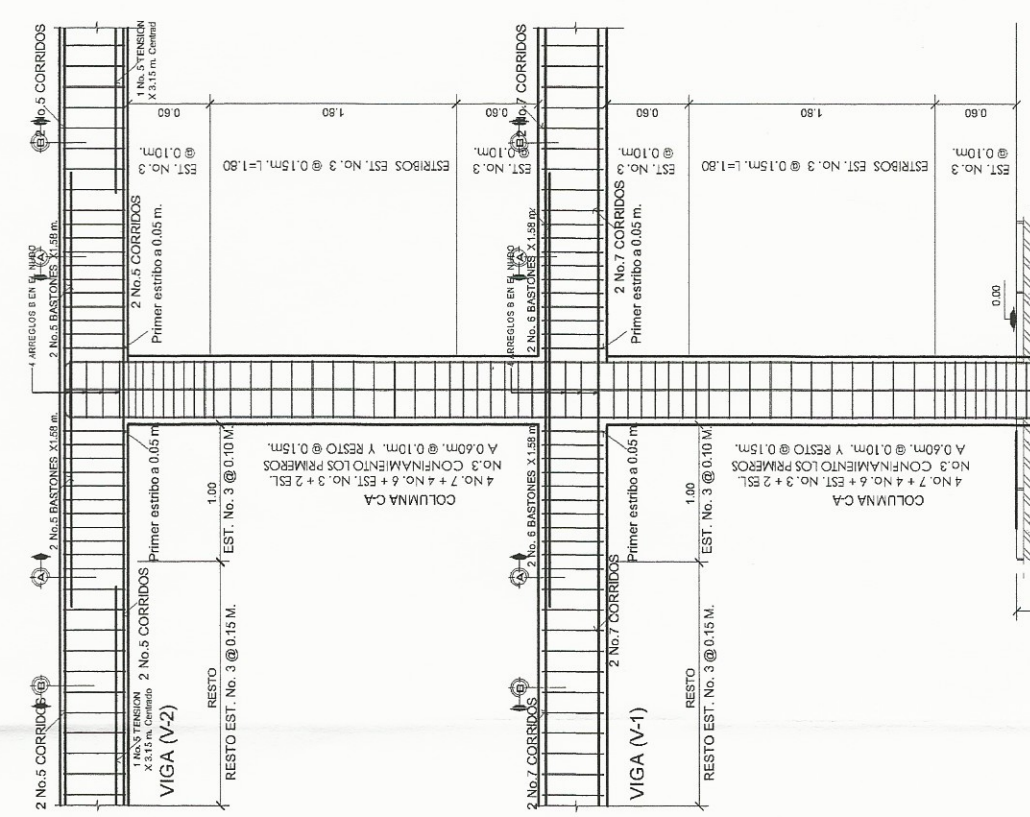 2 No.5 CORRIDOS
B
2 No.5 BASTONES X1.58 m.
A
4 ARREGLOS B EN EL NUDO
2 No.5 BASTONES X1.58 m.
A
B
2 No.5 CORRIDOS
1 No. 5 TENSION
X 3.15 m. Centrado
VIGA (V-2)
2 No.5 CORRIDOS
Primer estribo a 0.05 m.
RESTO
1.00
RESTO EST. No. 3 @ 0.15 M.
EST. No. 3 @ 0.10 M.
2 No.5 CORRIDOS
Primer estribo a 0.05 m.
1 No. 5 TENSION
X 3.15 m. Centrad
COLUMNA C-A
4 No. 7 + 4 No. 6 + EST. No. 3 + 2 ESL.
No.3 CONFINAMIENTO LOS PRIMEROS
A 0.60m. @ 0.10m. Y RESTO @ 0.15m.
EST. No. 3
@ 0.10m.
0.60
ESTRIBOS EST. No. 3 @ 0.15m. L=1.80
1.80
EST. No. 3
@ 0.10m.
0.60
2 No.7 CORRIDOS
B
2 No. 6 BASTONES X1.58 m
A
4 ARREGLOS B EN EL NUDO
2 No. 6 BASTONES X1.58 m.
A
B
2 No.7 CORRIDOS
VIGA (V-1)
2 No.7 CORRIDOS
Primer estribo a 0.05 m.
RESTO
1.00
RESTO EST. No. 3 @ 0.15 M.
EST. No. 3 @ 0.10 M.
2 No.7 CORRIDOS
Primer estribo a 0.05 m.
COLUMNA C-A
4 No. 7 + 4 No. 6 + EST. No. 3 + 2 ESL.
No.3 CONFINAMIENTO LOS PRIMEROS
A 0.60m. @ 0.10m. Y RESTO @ 0.15m.
EST. No. 3
@ 0.10m.
0.60
ESTRIBOS EST. No. 3 @ 0.15m. L=1.80
1.80
EST. No. 3
@ 0.10m.
0.60
0.00